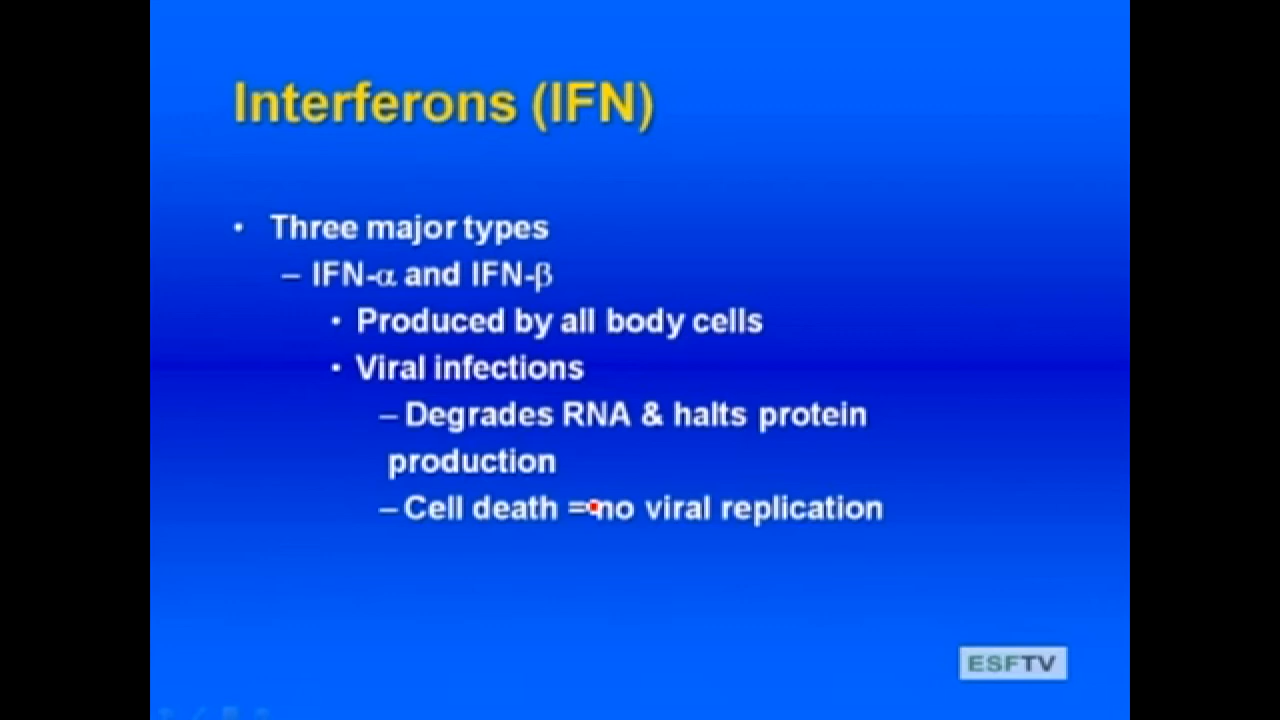 Interferons (IFN)
• Three major types
– IFN-α and IFN-β
• Produced by all body cells
• Viral infections
– Degrades RNA & halts protein
production
– Cell death = no viral replication
ESFTV